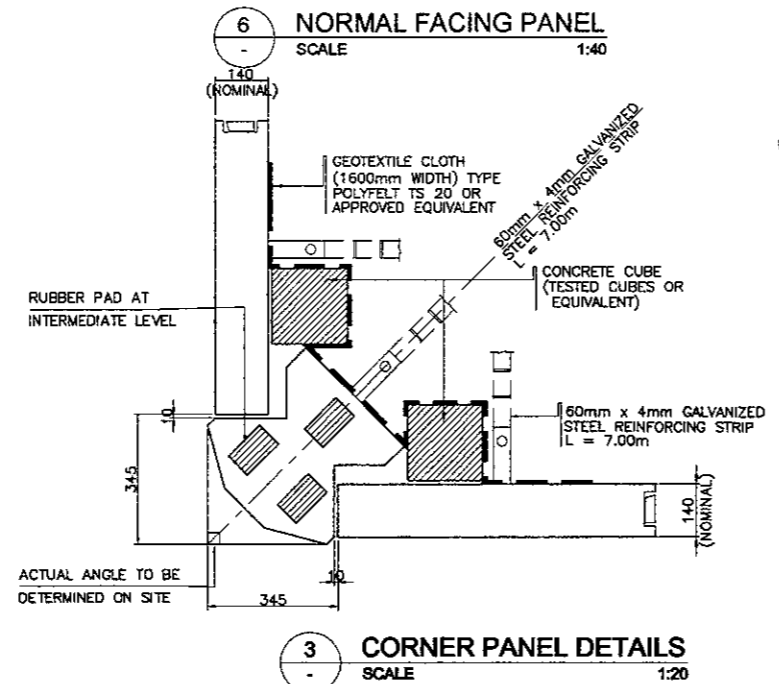 6
-
NORMAL FACING PANEL
SCALE 1:40
140
(NOMINAL)
GEOTEXTILE CLOTH
(1600mm WIDTH) TYPE
POLYFELT TS 20 OR
APPROVED EQUIVALENT
60mm x 4mm GALVANIZED
STEEL REINFORCING STRIP
L = 7.00m
CONCRETE CUBE
(TESTED CUBES OR
EQUIVALENT)
RUBBER PAD AT
INTERMEDIATE LEVEL
60mm x 4mm GALVANIZED
STEEL REINFORCING STRIP
L = 7.00m
10
345
140
(NOMINAL)
ACTUAL ANGLE TO BE
DETERMINED ON SITE
10
345
3
-
CORNER PANEL DETAILS
SCALE 1:20